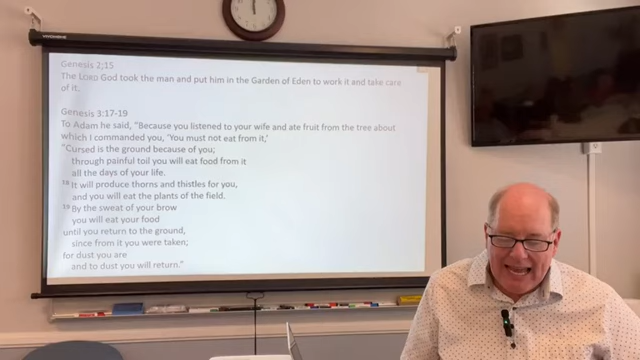 Genesis 2;15
The LORD God took the man and put him in the Garden of Eden to work it and take care
of it.
Genesis 3:17-19
To Adam he said, "Because you listened to your wife and ate fruit from the tree about
which I commanded you, 'You must not eat from it,'
"Cursed is the ground because of you;
through painful toil you will eat food from it
all the days of your life.
18 It will produce thorns and thistles for you,
and you will eat the plants of the field.
19 By the sweat of your brow
you will eat your food
until you return to the ground,
since from it you were taken;
for dust you are
and to dust you will return."